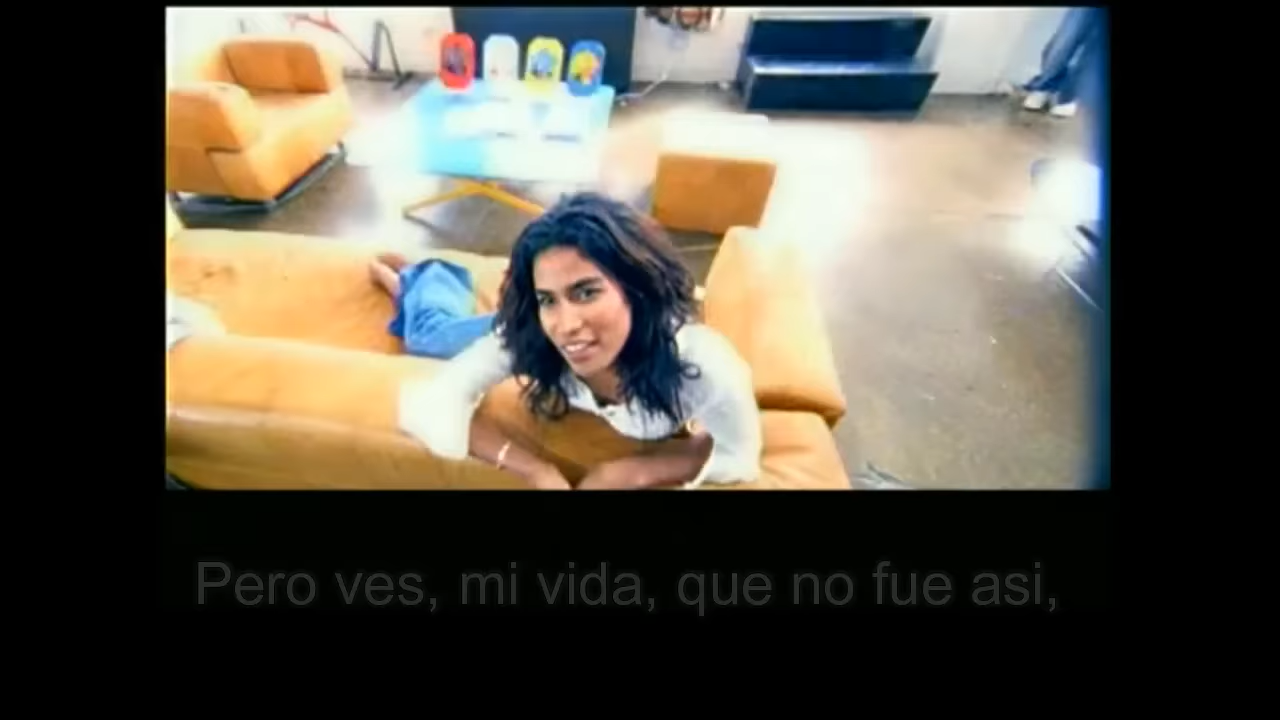 Pero ves, mi vida, que no fue asi,